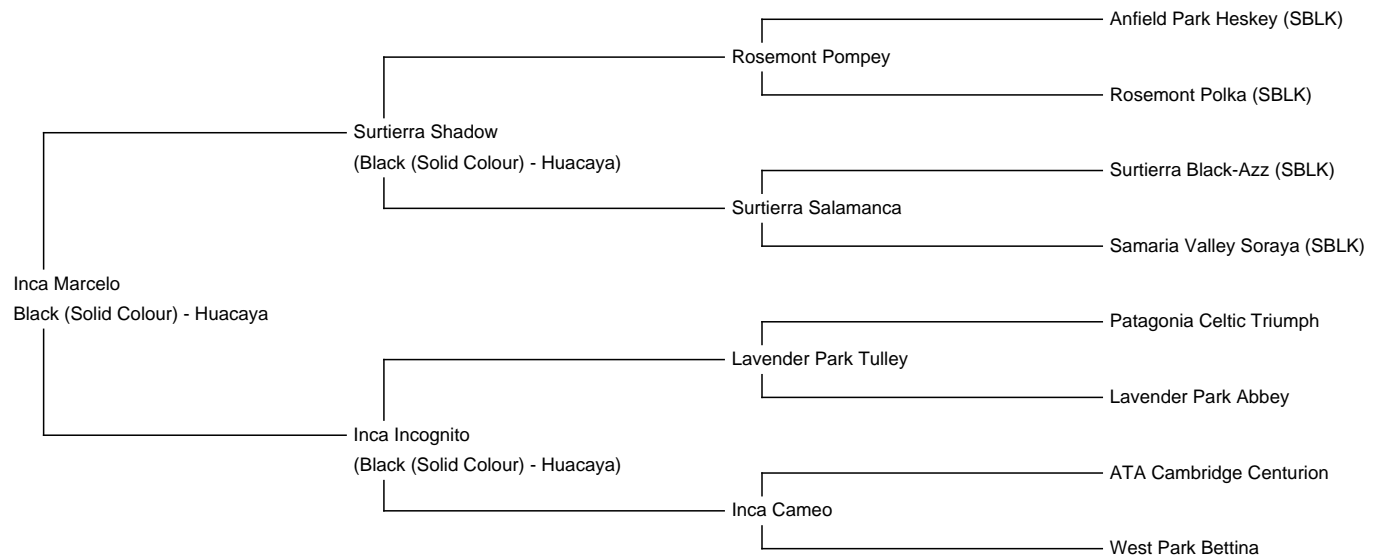 Anfield Park Heskey (SBLK)
Rosemont Pompey
Rosemont Polka (SBLK)
Surtierra Shadow
(Black (Solid Colour) - Huacaya)
Surtierra Black-Azz (SBLK)
Surtierra Salamanca
Samaria Valley Soraya (SBLK)
Inca Marcelo
Black (Solid Colour) - Huacaya
Patagonia Celtic Triumph
Lavender Park Tulley
Lavender Park Abbey
Inca Incognito
(Black (Solid Colour) - Huacaya)
ATA Cambridge Centurion
Inca Cameo
West Park Bettina